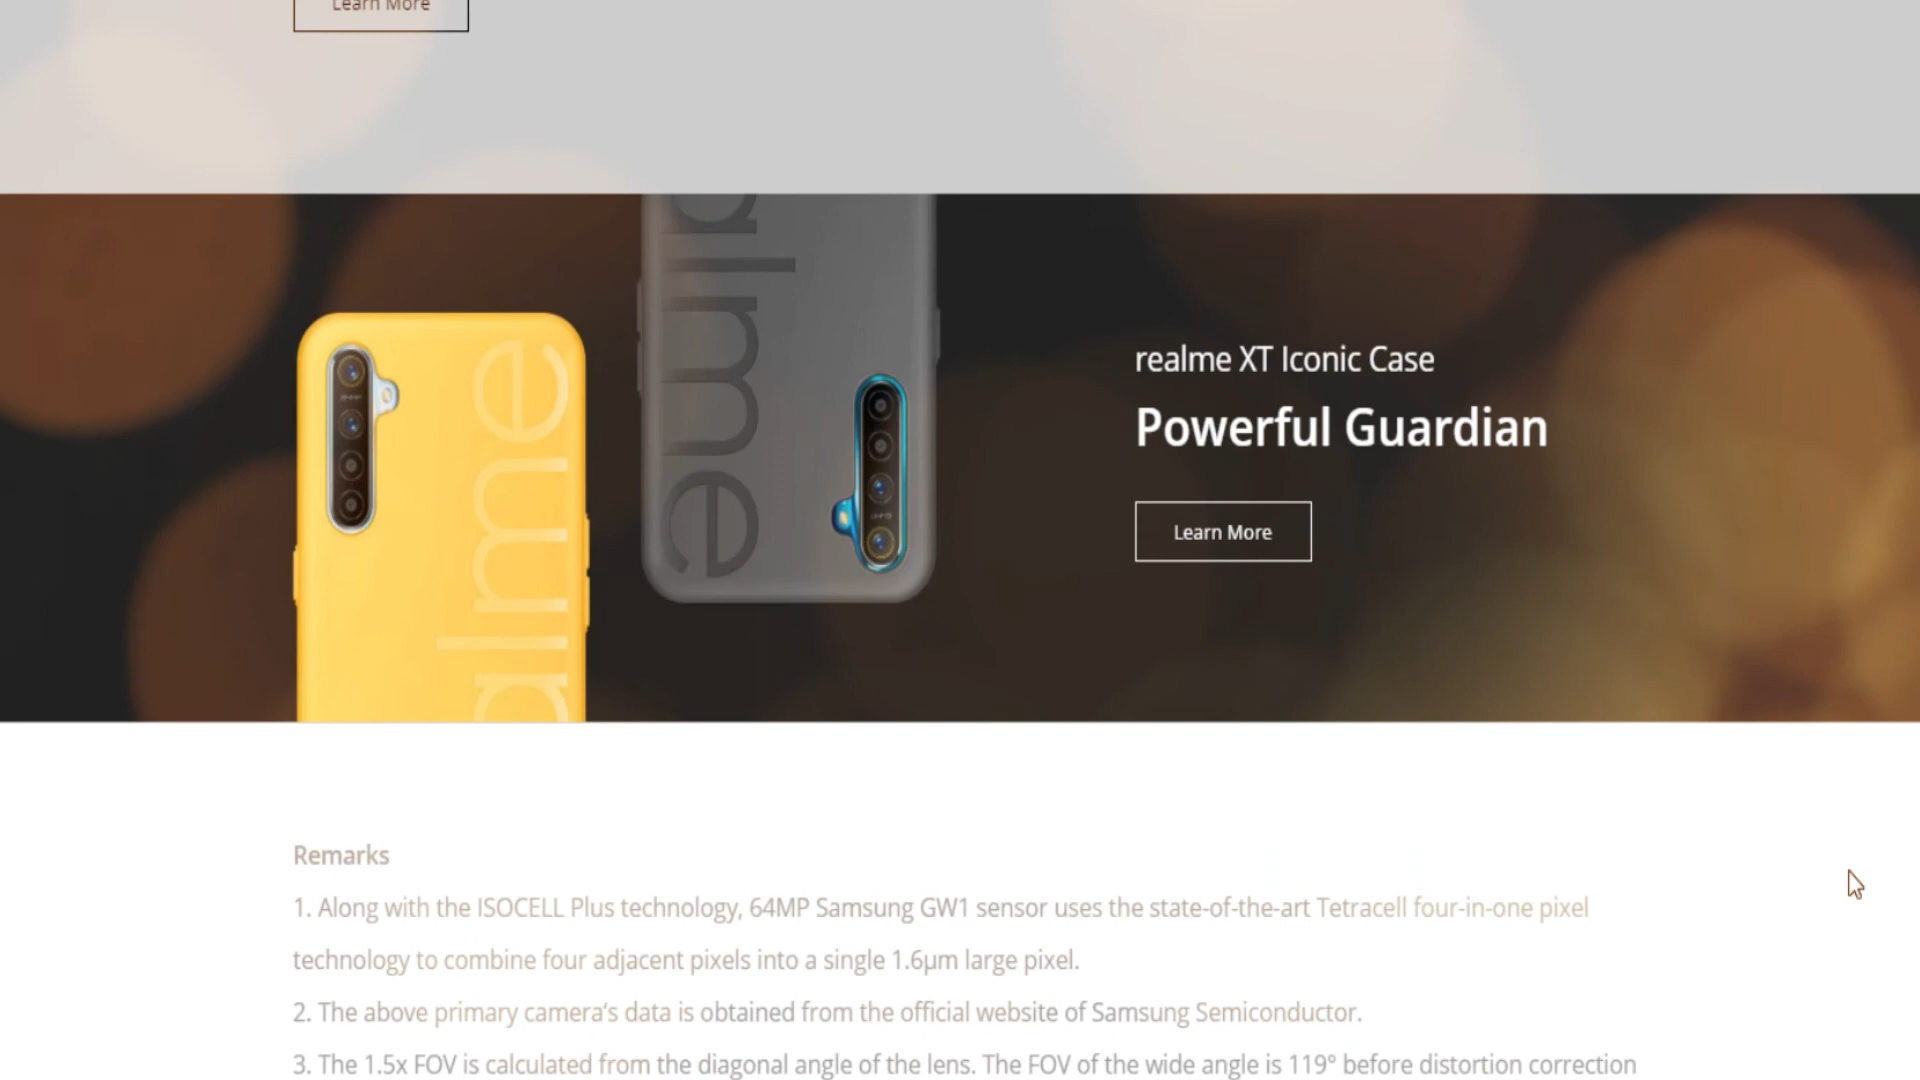 Learn More
alme
alme
realme XT Iconic Case
Powerful Guardian
Learn More
Remarks
1. Along with the ISOCELL Plus technology, 64MP Samsung GW1 sensor uses the state-of-the-art Tetracell four-in-one pixel
technology to combine four adjacent pixels into a single 1.6μm large pixel.
2. The above primary camera’s data is obtained from the official website of Samsung Semiconductor.
3. The 1.5x FOV is calculated from the diagonal angle of the lens. The FOV of the wide angle is 119° before distortion correction